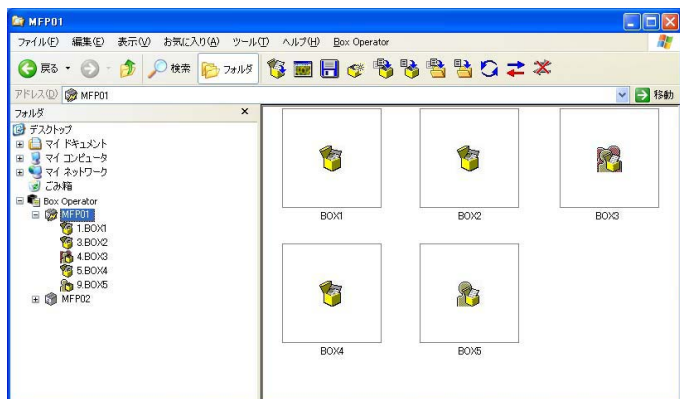 MFP01
ファイル(F) 編集(E) 表示(V) お気に入り(A) ツール(T) ヘルプ(H) Box Operator
戻る 検索 フォルダ
アドレス(D) MFP01 移動
フォルダ ×
デスクトップ
マイ ドキュメント
マイ コンピュータ
マイ ネットワーク
ごみ箱
Box Operator
MFP01
1.BOX1
3.BOX2
4.BOX3
5.BOX4
9.BOX5
MFP02
BOX1 BOX2 BOX3
BOX4 BOX5